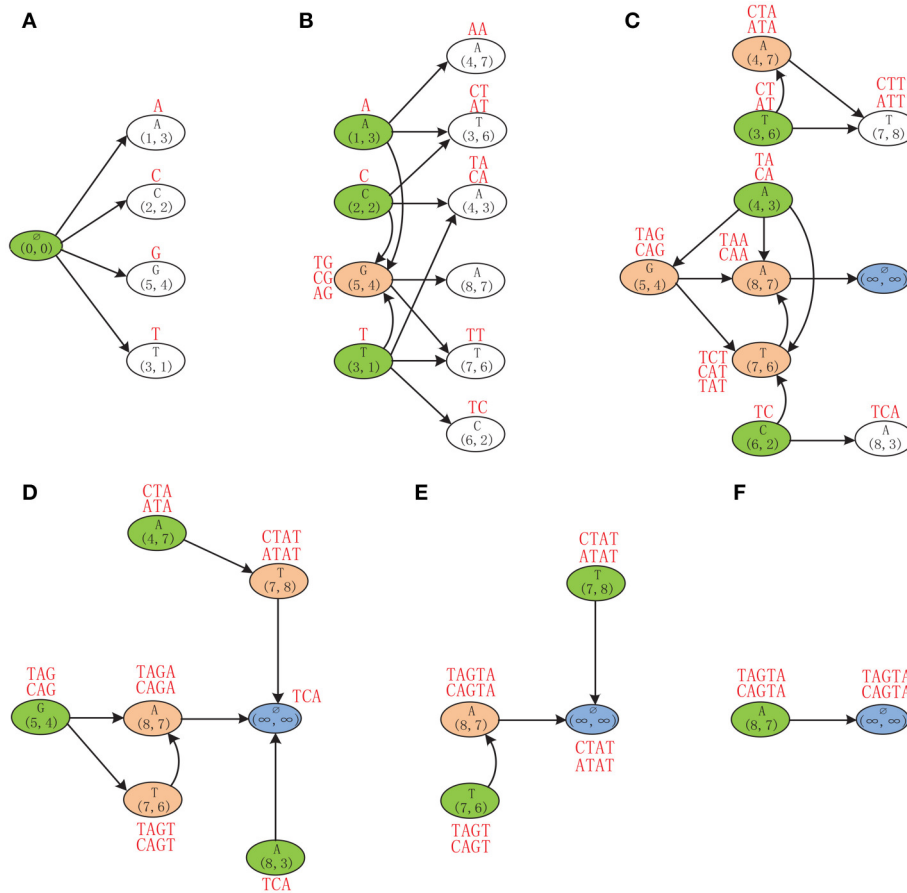 A
A
A
(1, 3)
C
C
(2, 2)
∅
(0, 0)
G
G
(5, 4)
T
T
(3, 1)
B
AA
A
(4, 7)
CT
AT
T
(3, 6)
A
A
(1, 3)
TA
CA
A
(4, 3)
C
C
(2, 2)
TG
CG
AG
G
(5, 4)
A
(8, 7)
T
T
(3, 1)
TT
T
(7, 6)
TC
C
(6, 2)
C
CTA
ATA
A
(4, 7)
CT
AT
T
(3, 6)
CTT
ATT
T
(7, 8)
TA
CA
A
(4, 3)
TAG
CAG
G
(5, 4)
TAA
CAA
A
(8, 7)
∅
(∞, ∞)
T
(7, 6)
TCT
CAT
TAT
TC
C
(6, 2)
TCA
A
(8, 3)
D
CTA
ATA
A
(4, 7)
CTAT
ATAT
T
(7, 8)
TAG
CAG
G
(5, 4)
TAGA
CAGA
A
(8, 7)
TCA
∅
(∞, ∞)
T
(7, 6)
TAGT
CAGT
A
(8, 3)
TCA
E
CTAT
ATAT
T
(7, 8)
TAGTA
CAGTA
A
(8, 7)
∅
(∞, ∞)
CTAT
ATAT
T
(7, 6)
TAGT
CAGT
F
TAGTA
CAGTA
A
(8, 7)
TAGTA
CAGTA
∅
(∞, ∞)